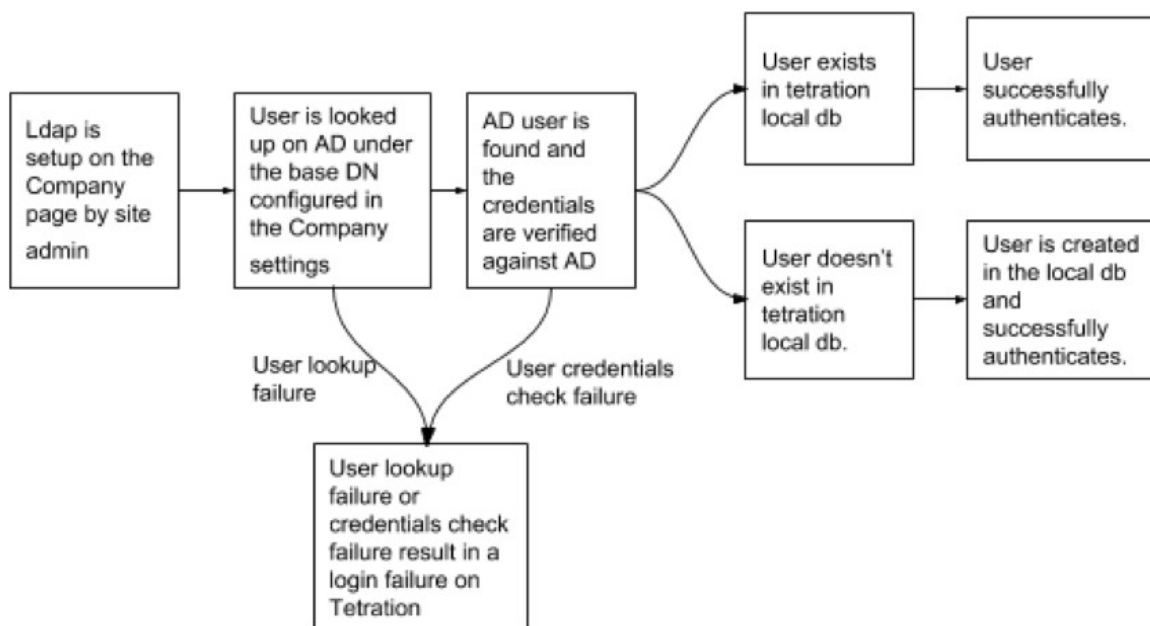 Ldap is
setup on the
Company
page by site
admin
User is looked
up on AD under
the base DN
configured in
the Company
settings
AD user is
found and
the
credentials
are verified
against AD
User exists
in tetration
local db
User
successfully
authenticates.
User doesn't
exist in
tetration
local db.
User is created
in the local db
and
successfully
authenticates.
User lookup
failure
User credentials
check failure
User lookup
failure or
credentials check
failure result in a
login failure on
Tetration